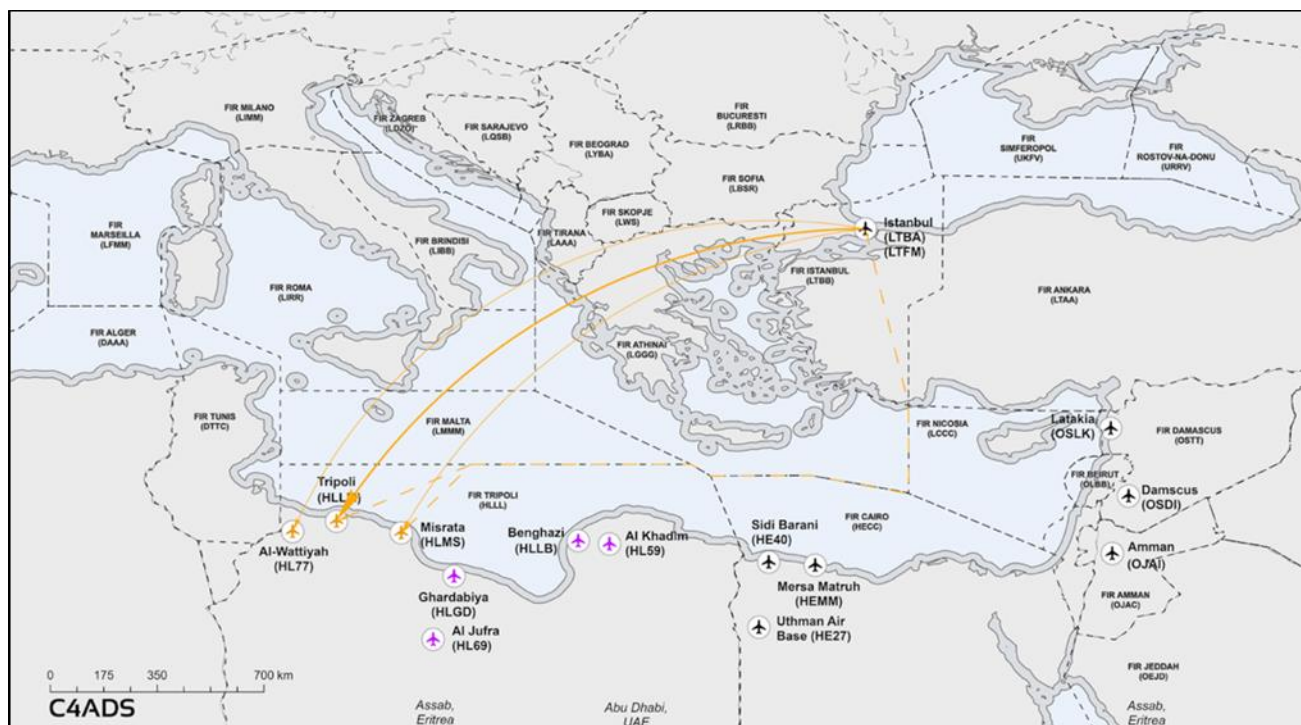 FIR MILANO
(LIMM)
FIR ZAGREB
(LDZO)
FIR SARAJEVO
(LQSB)
FIR BEOGRAD
(LYBA)
FIR
BUCURESTI
(LRBB)
FIR
SIMFEROPOL
(UKFV)
FIR
ROSTOV-NA-DONU
(URRV)
FIR SOFIA
(LBSR)
FIR SKOPJE
(LWS)
FIR TIRANA
(LAAA)
FIR
MARSEILLA
(LFMM)
FIR BRINDISI
(LIBB)
Istanbul
(LTBA)
(LTFM)
FIR ISTANBUL
(LTBB)
FIR ROMA
(LIRR)
FIR ANKARA
(LTAA)
FIR ALGER
(DAAA)
FIR ATHINAI
(LGGG)
FIR TUNIS
(DTTC)
FIR MALTA
(LMMM)
FIR NICOSIA
(LCCC)
Latakia
(OSLK)
FIR DAMASCUS
(OSTT)
FIR BEIRUT
(OLBB)
Damscus
(OSDI)
Tripoli
FIR TRIPOLI
(HLLL)
FIR CAIRO
(HECC)
Al-Wattiyah
(HL77)
Misrata
(HLMS)
Benghazi
(HLLB)
Al Khadim
(HL59)
Sidi Barani
(HE40)
Mersa Matruh
(HEMM)
Amman
(OJAI)
Ghardabiya
(HLGD)
FIR AMMAN
(OJAC)
Al Jufra
(HL69)
Uthman Air
Base (HE27)
FIR JEDDAH
(OEJD)
0 175 350 700 km
C4ADS
Assab,
Eritrea
Abu Dhabi,
UAE
Assab,
Eritrea